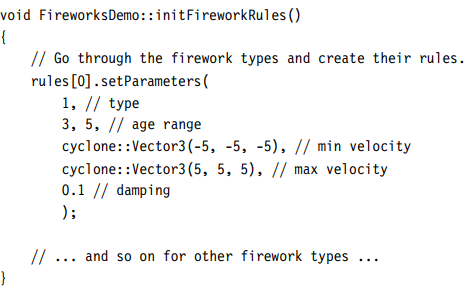 void FireworksDemo::initFireworkRules()
{
    // Go through the firework types and create their rules.
    rules[0].setParameters(
        1, // type
        3, 5, // age range
        cyclone::Vector3(-5, -5, -5), // min velocity
        cyclone::Vector3(5, 5, 5), // max velocity
        0.1 // damping
        );

    // ... and so on for other firework types ...
}